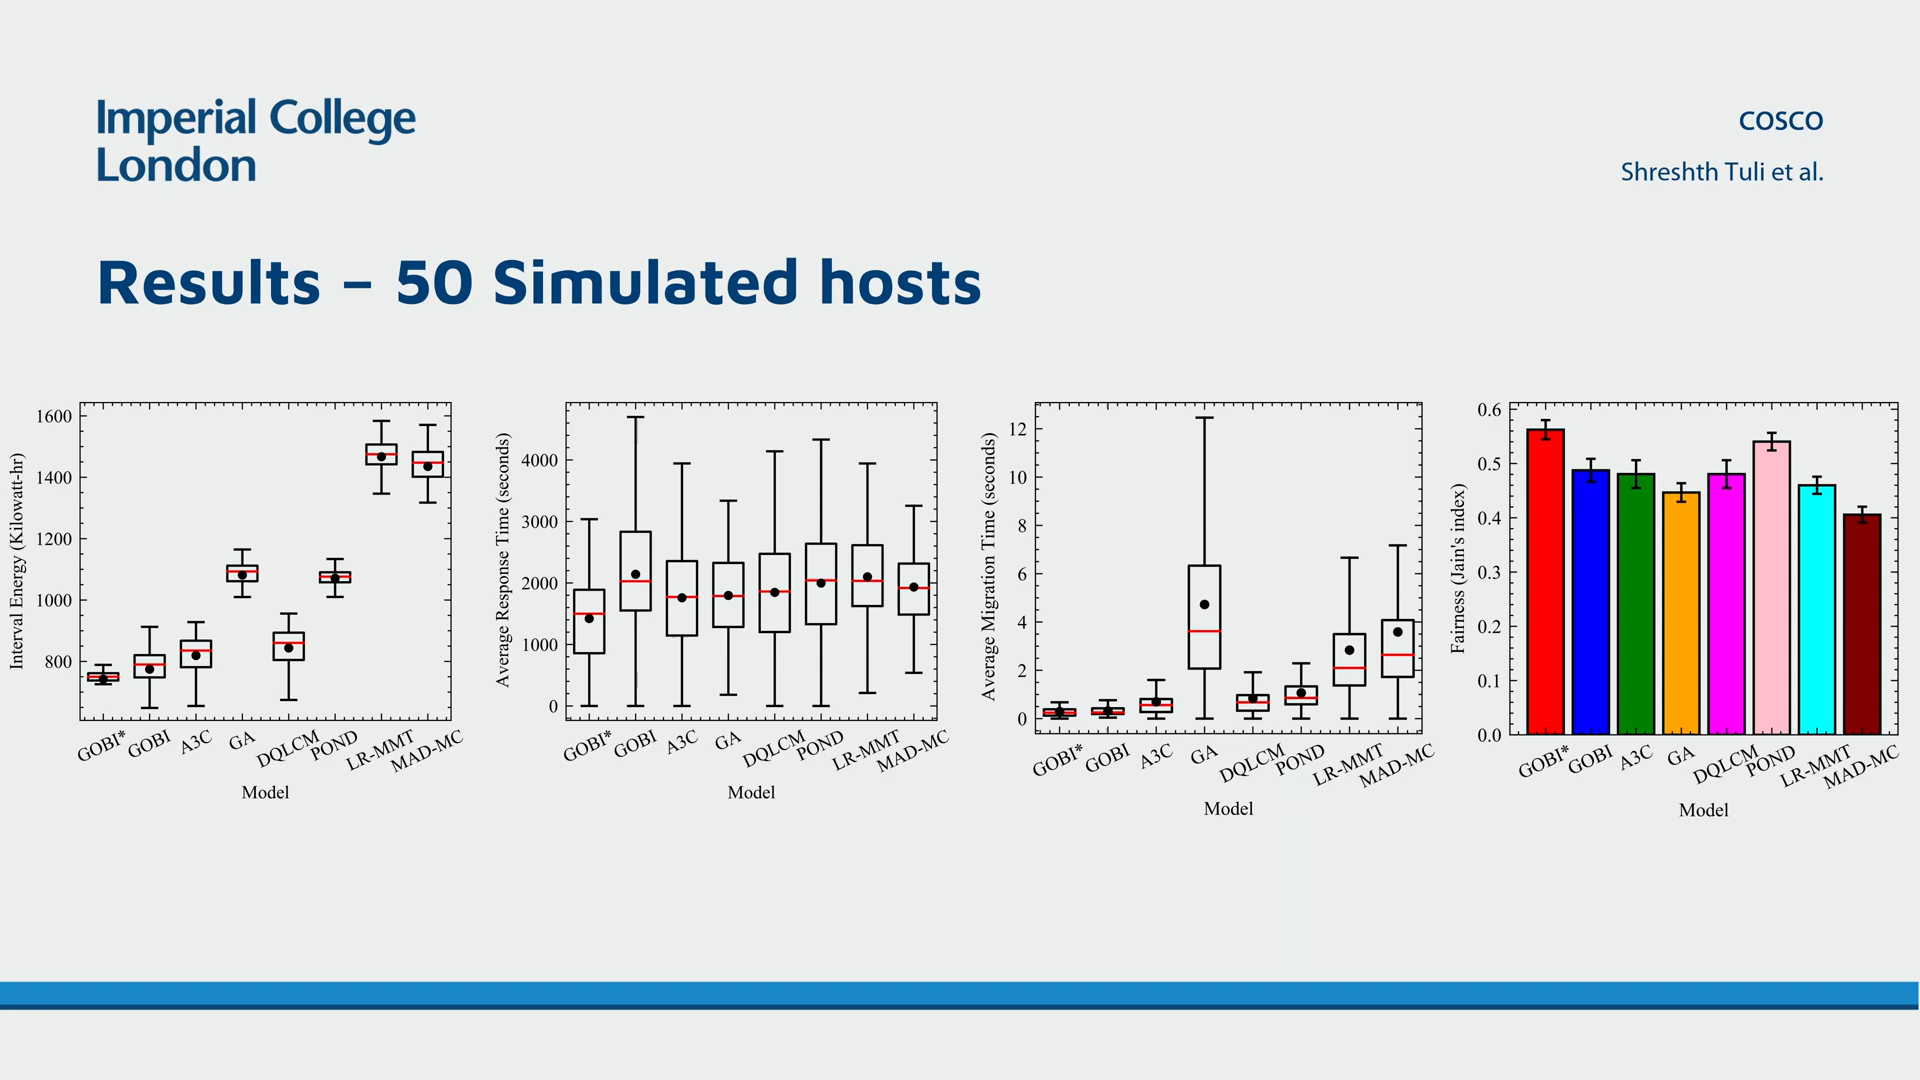 Imperial College
London
COSCO
Shreshth Tuli et al.
Results – 50 Simulated hosts
Interval Energy (Kilowatt-hr)
1600
1400
1200
1000
800
GOBI* GOBI A3C GA DQLCM POND LR-MMT MAD-MC
Model
Average Response Time (seconds)
4000
3000
2000
1000
0
GOBI* GOBI A3C GA DQLCM POND LR-MMT MAD-MC
Model
Average Migration Time (seconds)
12
10
8
6
4
2
0
GOBI* GOBI A3C GA DQLCM POND LR-MMT MAD-MC
Model
Fairness (Jain's index)
0.6
0.5
0.4
0.3
0.2
0.1
0.0
GOBI* GOBI A3C GA DQLCM POND LR-MMT MAD-MC
Model